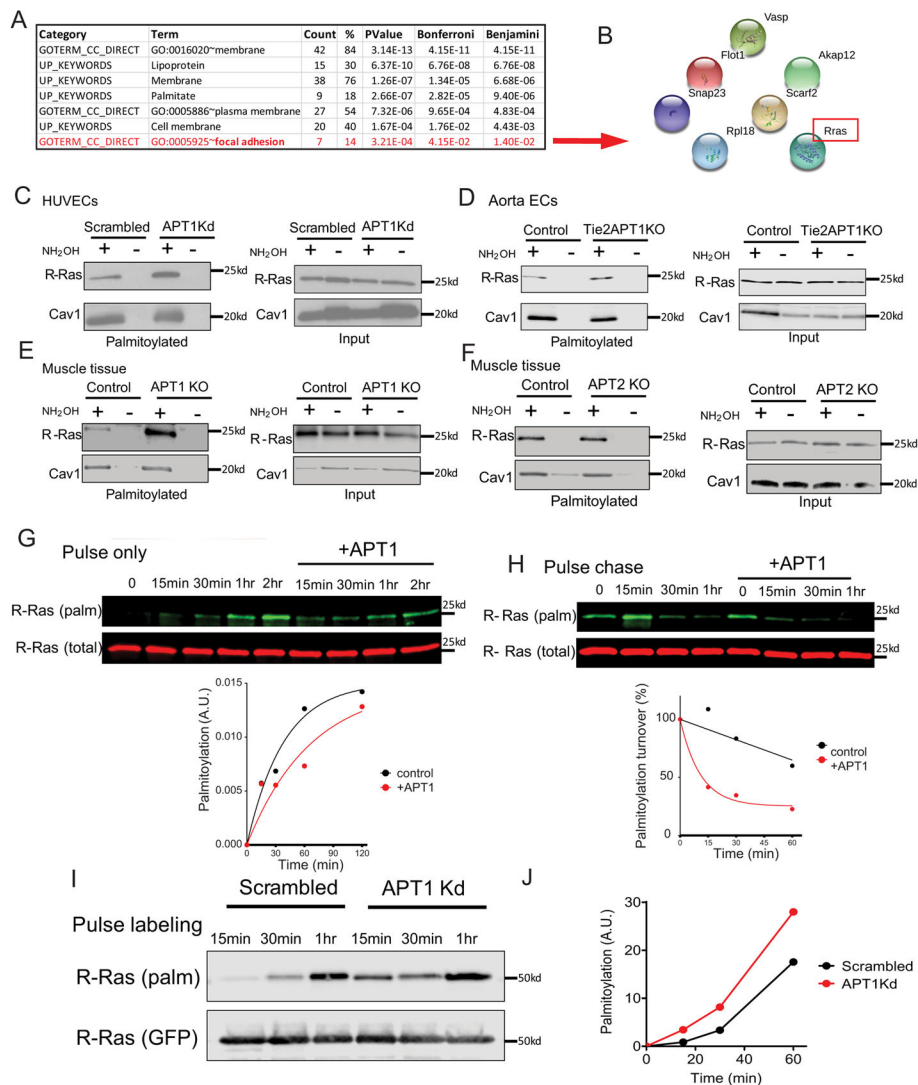 A
Category Term Count % PValue Bonferroni Benjamini
GOTERM_CC_DIRECT GO:0016020~membrane 42 84 3.14E-13 4.15E-11 4.15E-11
UP_KEYWORDS Lipoprotein 15 30 6.37E-10 6.76E-08 6.76E-08
UP_KEYWORDS Membrane 38 76 1.26E-07 1.34E-05 6.68E-06
UP_KEYWORDS Palmitate 9 18 2.66E-07 2.82E-05 9.40E-06
GOTERM_CC_DIRECT GO:0005886~plasma membrane 27 54 7.32E-06 9.65E-04 4.83E-04
UP_KEYWORDS Cell membrane 20 40 1.67E-04 1.76E-02 4.43E-03
GOTERM_CC_DIRECT GO:0005925~focal adhesion 7 14 3.21E-04 4.15E-02 1.40E-02
B
Vasp
Flot1
Akap12
Snap23
Scarf2
Rpl18
Rras
C HUVECs
Scrambled APT1Kd
NH2OH + - + -
R-Ras 25kd
Cav1 20kd
Palmitoylated
Scrambled APT1Kd
+ - + -
R-Ras 25kd
Cav1 20kd
Input
D Aorta ECs
Control Tie2APT1KO
NH2OH + - + -
R-Ras 25kd
Cav1 20kd
Palmitoylated
Control Tie2APT1KO
+ - + -
R-Ras 25kd
Cav1 20kd
Input
E Muscle tissue
Control APT1 KO
NH2OH + - + -
R-Ras 25kd
Cav1 20kd
Palmitoylated
Control APT1 KO
NH2OH + - + -
R-Ras 25kd
Cav1 20kd
Input
F
Muscle tissue
Control APT2 KO
NH2OH + - + -
R-Ras 25kd
Cav1 20kd
Palmitoylated
Control APT2 KO
NH2OH + - + -
R-Ras 25kd
Cav1 20kd
Input
G
Pulse only +APT1
0 15min 30min 1hr 2hr 15min 30min 1hr 2hr
R-Ras (palm) 25kd
R-Ras (total) 25kd
Palmitoylation (A.U.)
0.015
0.010
0.005
0.000
0 30 60 90 120
Time (min)
control
+APT1
H Pulse chase +APT1
0 15min 30min 1hr 0 15min 30min 1hr
R- Ras (palm) 25kd
R- Ras (total) 25kd
Palmitoylation turnover (%)
100
50
0
0 15 30 45 60
Time (min)
control
+APT1
I
Scrambled APT1 Kd
Pulse labeling
15min 30min 1hr 15min 30min 1hr
R-Ras (palm) 50kd
R-Ras (GFP) 50kd
J
Palmitoylation (A.U.)
30
20
10
0
0 20 40 60
Time (min)
Scrambled
APT1Kd